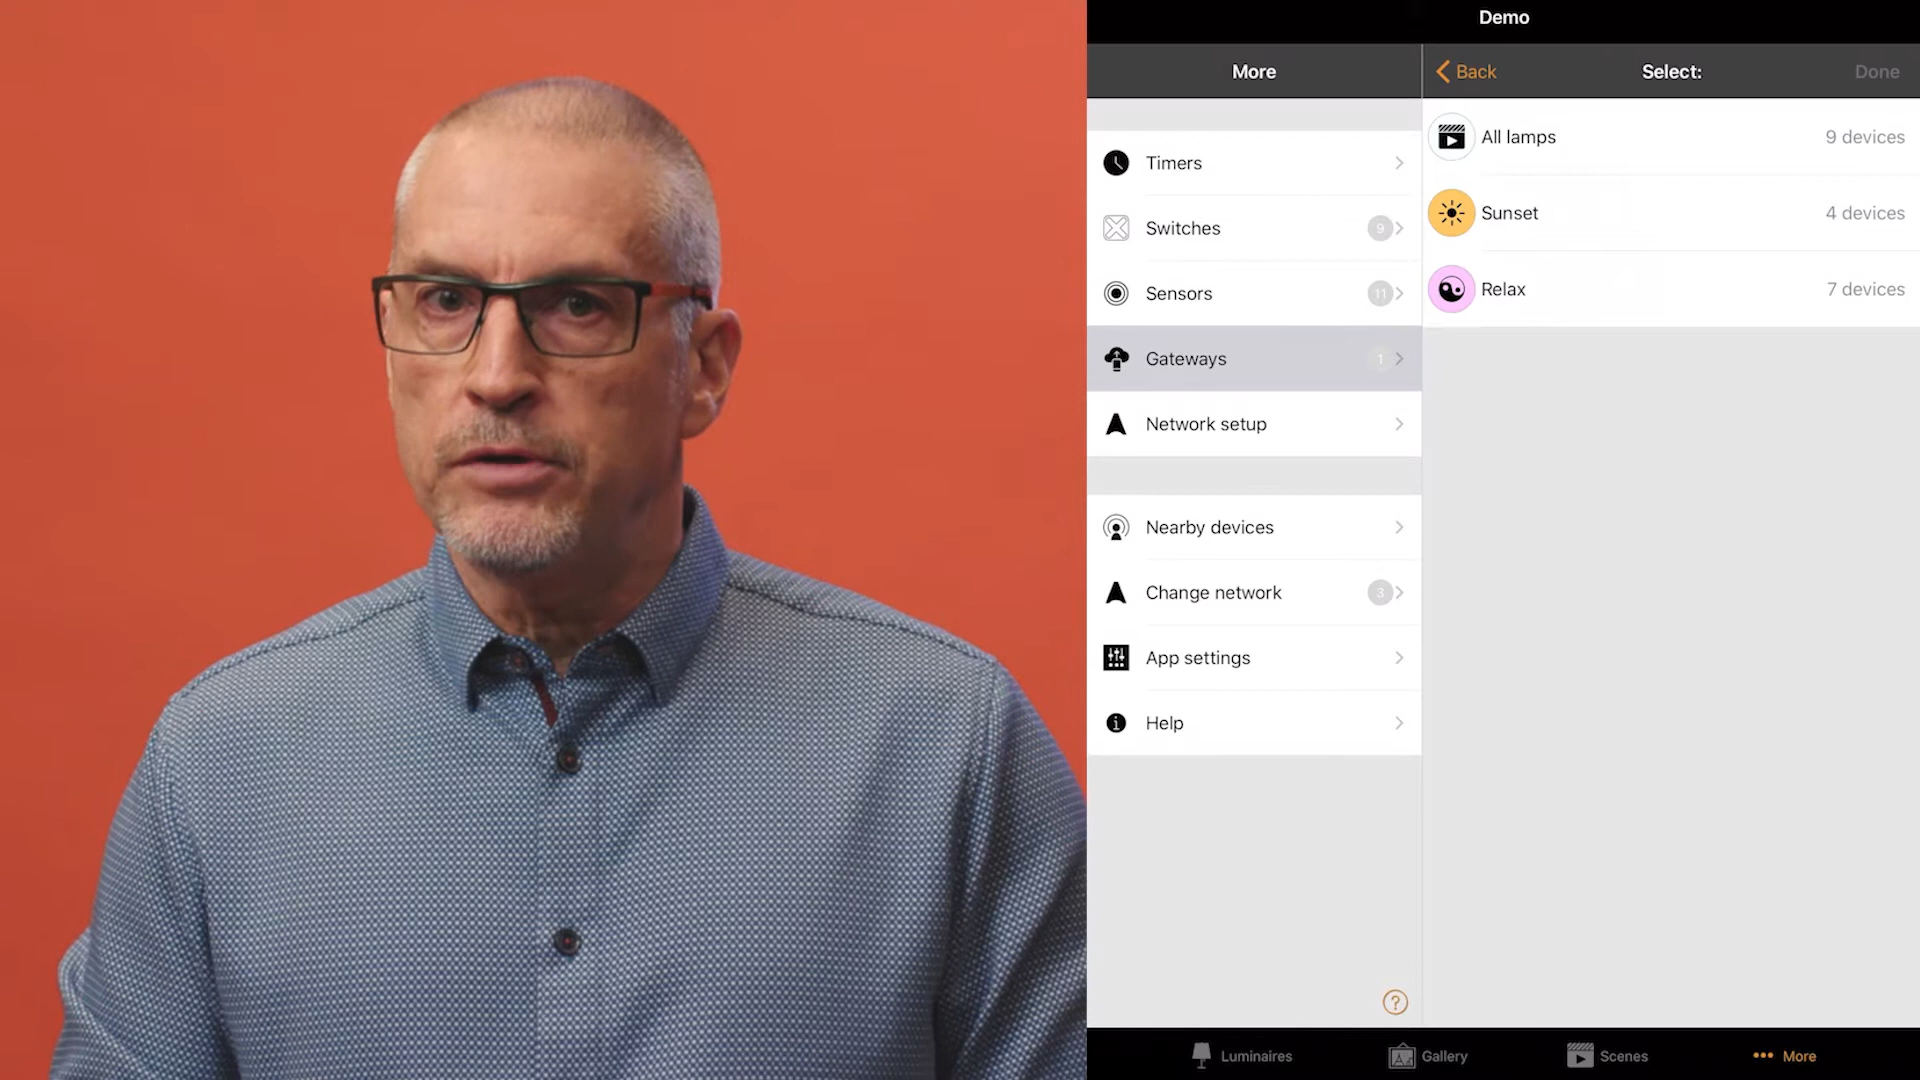 Demo
More
Back
Select:
Done
Timers
Switches
9
Sensors
11
Gateways
1
Network setup
Nearby devices
Change network
3
App settings
Help
All lamps
9 devices
Sunset
4 devices
Relax
7 devices
?
Luminaires
Gallery
Scenes
More